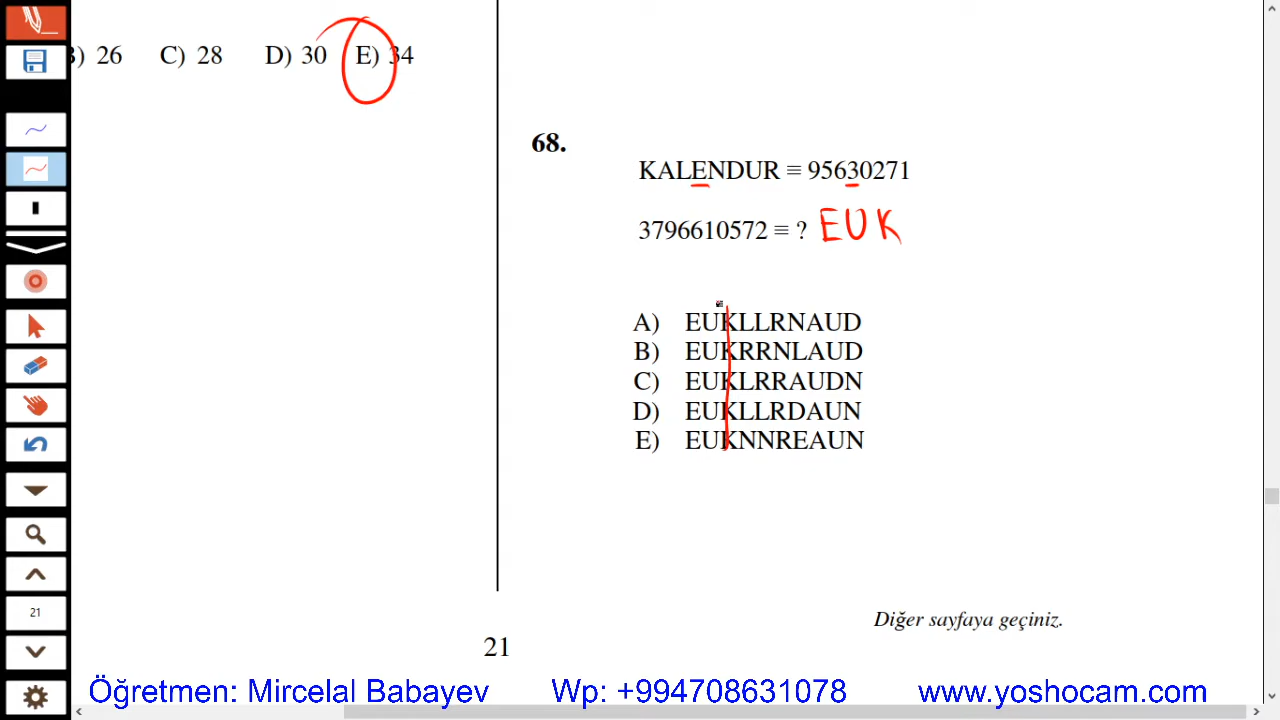 B) 26 C) 28 D) 30 E) 34
68.
KALENDUR ≡ 95630271
3796610572 ≡ ? EUK
A) EUKLLRNAUD
B) EUKRRNLAUD
C) EUKLRRAUDN
D) EUKLLRDAUN
E) EUKNNREAUN
Diğer sayfaya geçiniz.
21
21
Öğretmen: Mircelal Babayev Wp: +994708631078 www.yoshocam.com